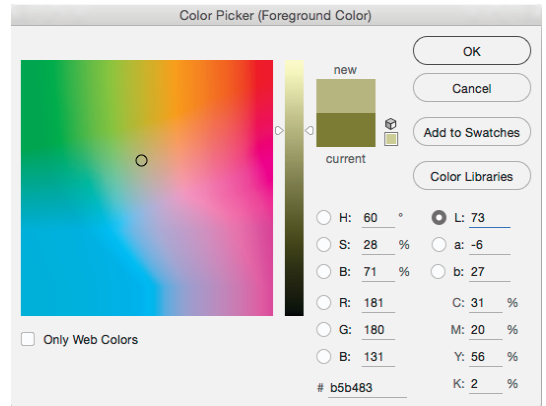 Color Picker (Foreground Color)
new
current
OK
Cancel
Add to Swatches
Color Libraries
H: 60 °
L: 73
S: 28 %
a: -6
B: 71 %
b: 27
R: 181
C: 31 %
G: 180
M: 20 %
B: 131
Y: 56 %
# b5b483
K: 2 %
Only Web Colors